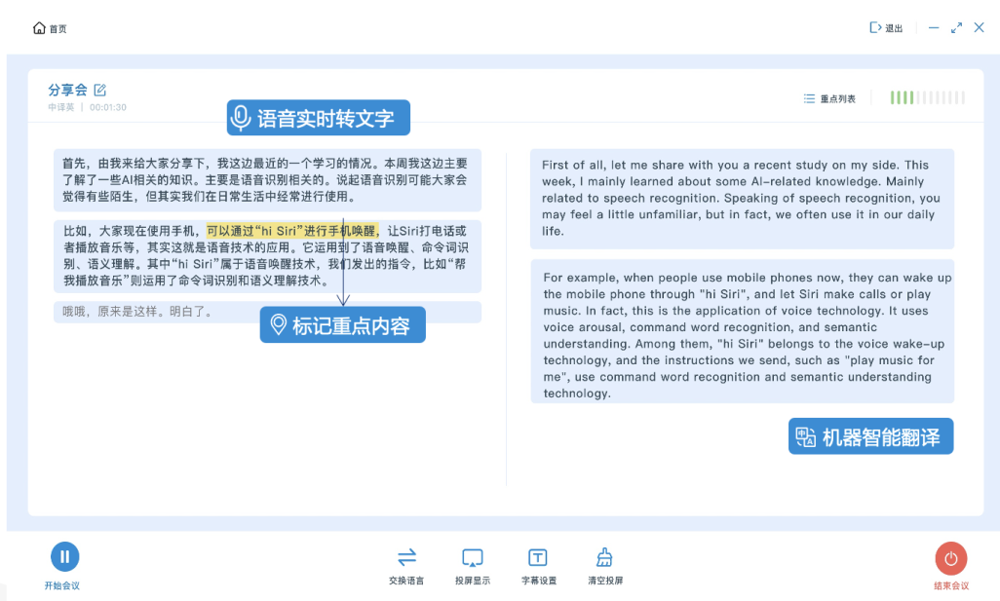 首页
退出
分享会
中译英 | 00:01:30
重点列表
语音实时转文字
首先，由我来给大家分享下，我这边最近的一个学习的情况。本周我这边主要
了解了一些AI相关的知识。主要是语音识别相关的。说起语音识别可能大家会
觉得有些陌生，但其实我们在日常生活中经常进行使用。
比如，大家现在使用手机，可以通过“hi Siri”进行手机唤醒，让Siri打电话或
者播放音乐等，其实这就是语音技术的应用。它运用到了语音唤醒、命令词识
别、语义理解。其中“hi Siri”属于语音唤醒技术，我们发出的指令，比如“帮
我播放音乐”则运用了命令词识别和语义理解技术。
哦哦，原来是这样。明白了。
标记重点内容
First of all, let me share with you a recent study on my side. This
week, I mainly learned about some AI-related knowledge. Mainly
related to speech recognition. Speaking of speech recognition, you
may feel a little unfamiliar, but in fact, we often use it in our daily
life.
For example, when people use mobile phones now, they can wake up
the mobile phone through "hi Siri", and let Siri make calls or play
music. In fact, this is the application of voice technology. It uses
voice arousal, command word recognition, and semantic
understanding. Among them, "hi Siri" belongs to the voice wake-up
technology, and the instructions we send, such as "play music for
me", use command word recognition and semantic understanding
technology.
机器智能翻译
开始会议
交换语言
投屏显示
字幕设置
清空投屏
结束会议